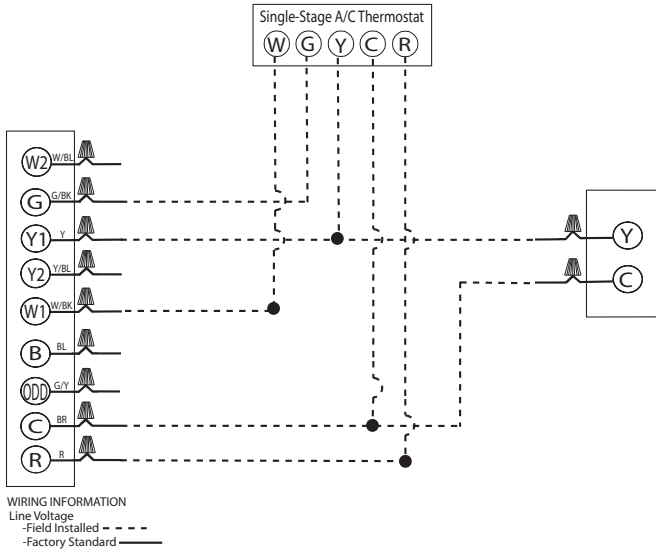 Single-Stage A/C Thermostat
W G Y C R
W2 W/BL
G G/BK
Y1 Y
Y2 Y/BL
W1 W/BK
B BL
ODD G/Y
C BR
R R
Y
C
WIRING INFORMATION
Line Voltage
-Field Installed
-Factory Standard